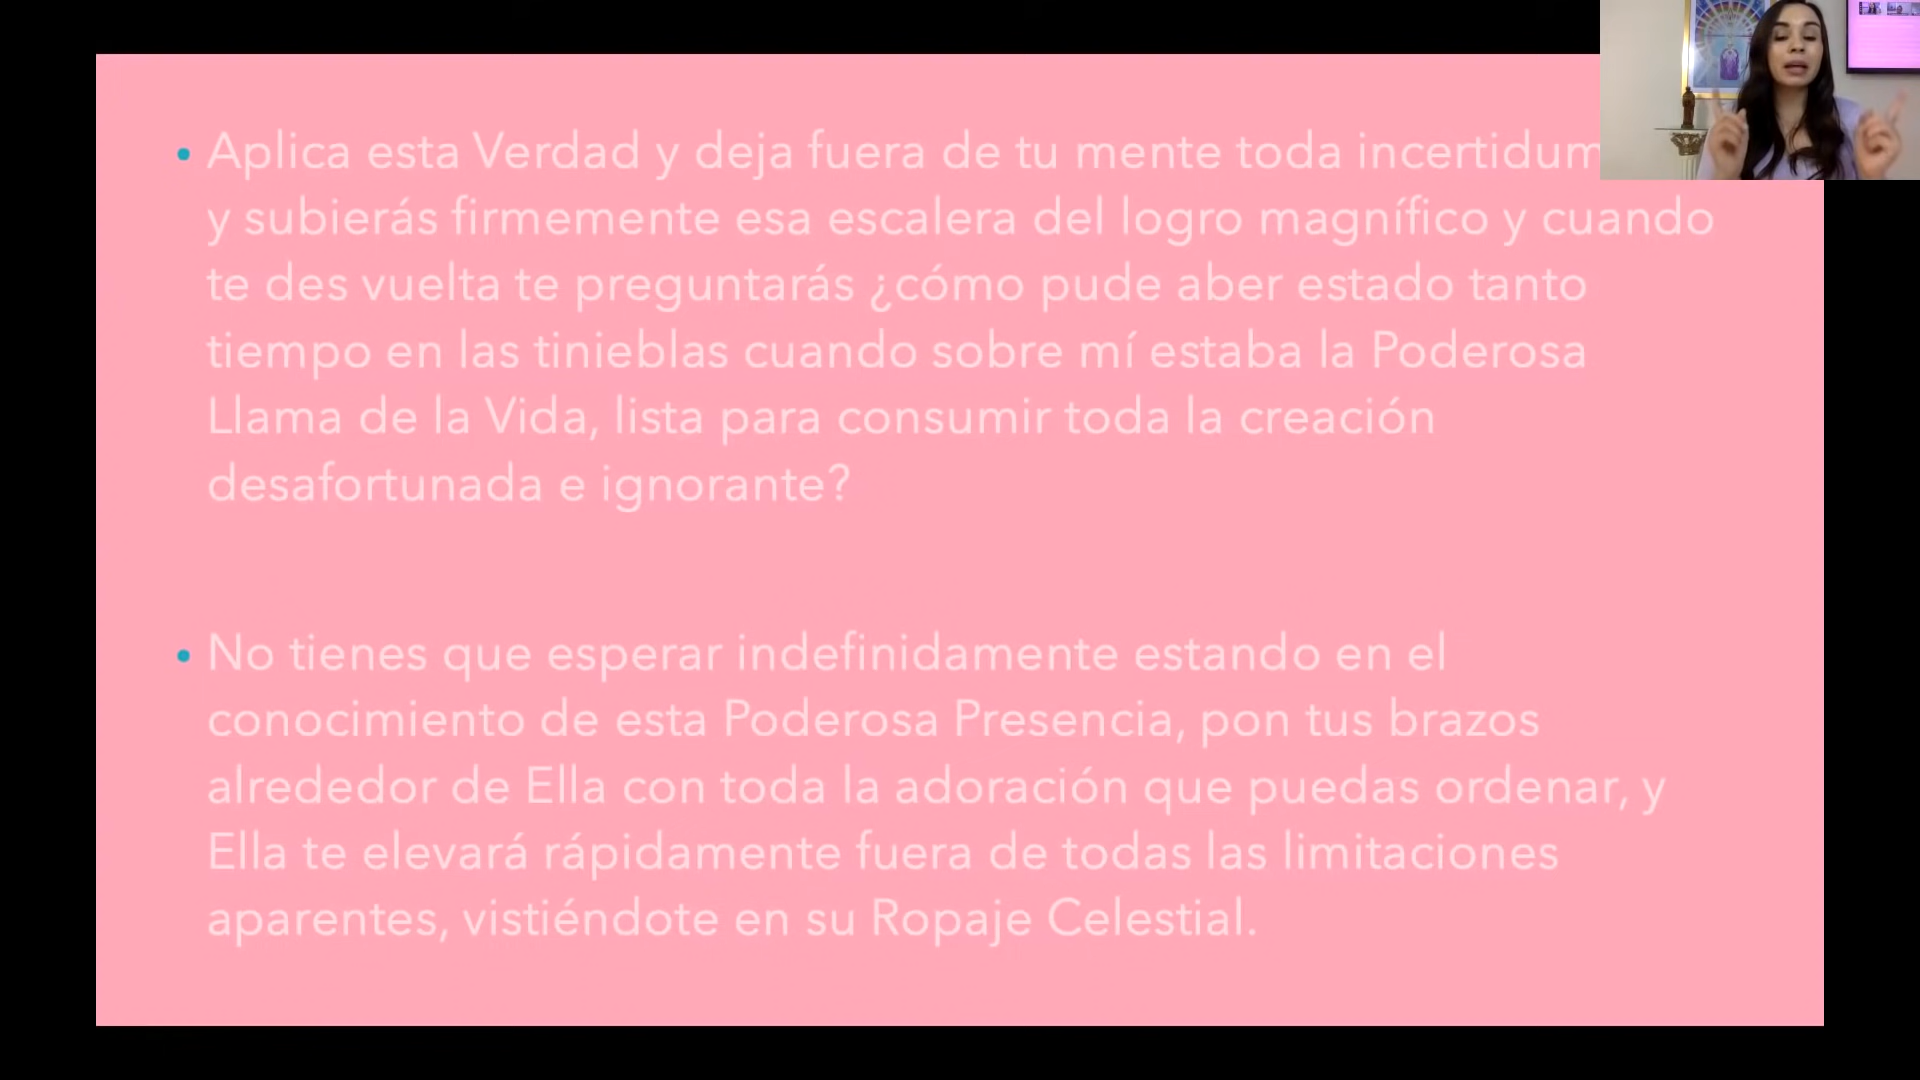 • Aplica esta Verdad y deja fuera de tu mente toda
y subierás firmemente esa escalera del logro magnífico y cuando
te des vuelta te preguntarás ¿cómo pude aber estado tanto
tiempo en las tinieblas cuando sobre mí estaba la Poderosa
Llama de la Vida, lista para consumir toda la creación
desafortunada e ignorante?
• No tienes que esperar indefinidamente estando en el
conocimiento de esta Poderosa Presencia, pon tus brazos
alrededor de Ella con toda la adoración que puedas ordenar, y
Ella te elevará rápidamente fuera de todas las limitaciones
aparentes, vistiéndote en su Ropaje Celestial.